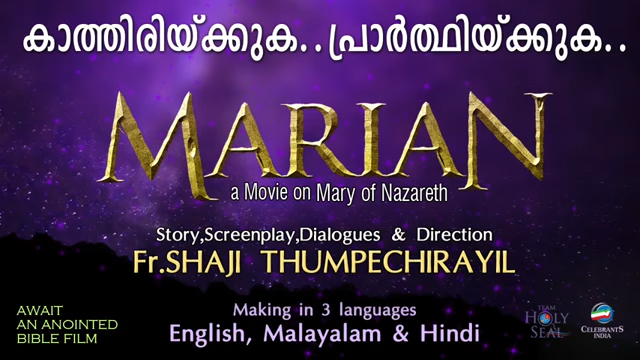 കാത്തിരിയ്ക്കുക..പ്രാർത്ഥിയ്ക്കുക..
MARIAN
a Movie on Mary of Nazareth
Story,Screenplay,Dialogues & Direction
Fr.SHAJI THUMPECHIRAYIL
AWAIT
AN ANOINTED
BIBLE FILM
Making in 3 languages
English, Malayalam & Hindi
TEAM
HOLY
SEAL
CELEBRANTS
INDIA